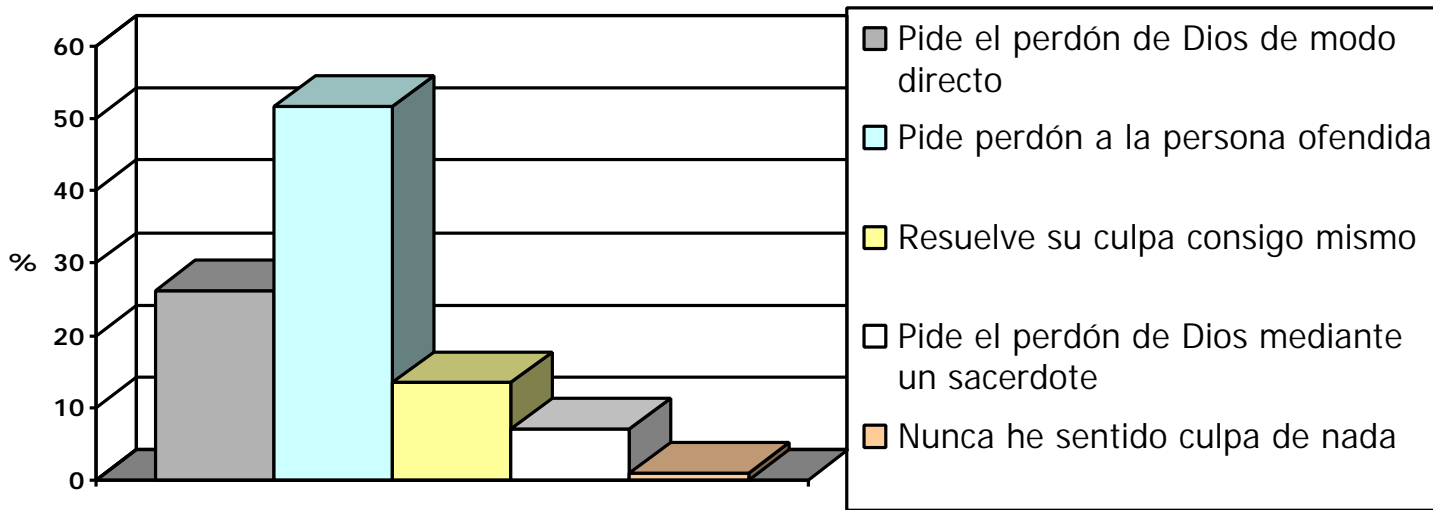 60
50
40
30
20
10
0
%
Pide el perdón de Dios de modo
directo
Pide perdón a la persona ofendida
Resuelve su culpa consigo mismo
Pide el perdón de Dios mediante
un sacerdote
Nunca he sentido culpa de nada